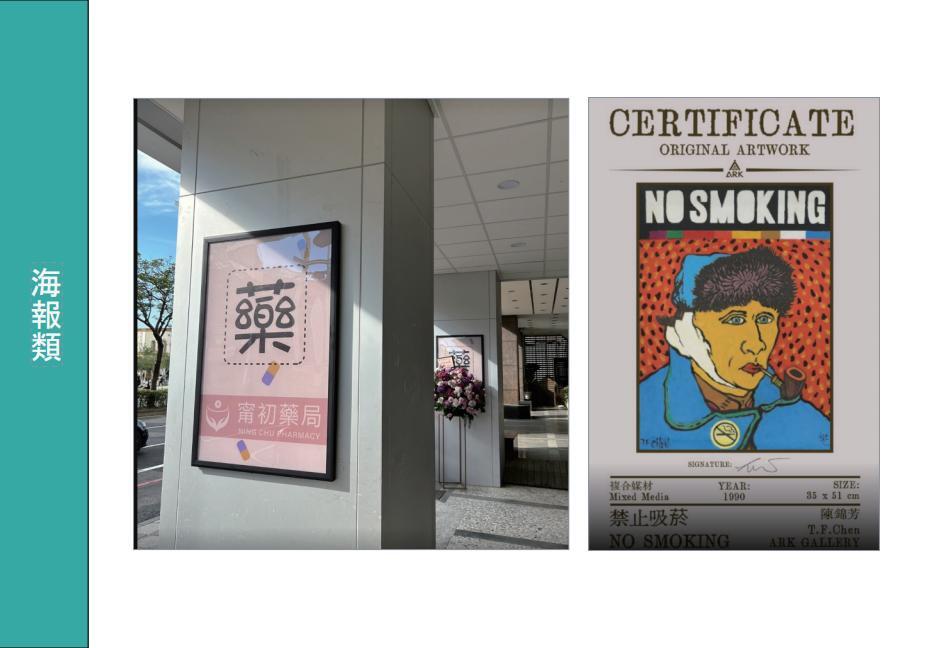 海報類
藥
甯初藥局
NING CHU PHARMACY
藥
CERTIFICATE
ORIGINAL ARTWORK
ARK
NO SMOKING
SIGNATURE:
複合媒材
Mixed Media
YEAR:
1990
SIZE:
35 x 51 cm
禁止吸菸
NO SMOKING
陳錦芳
T.F.Chen
ARK GALLERY